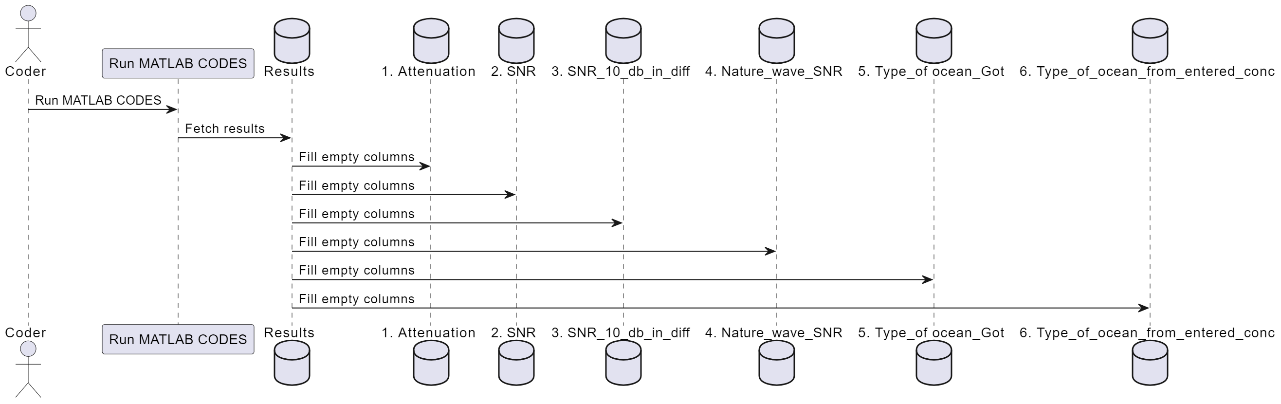 Coder
Run MATLAB CODES
Results
1. Attenuation
2. SNR
3. SNR_10_db_in_diff
4. Nature_wave_SNR
5. Type_of ocean_Got
6. Type_of_ocean_from_entered_conc
Run MATLAB CODES
Fetch results
Fill empty columns
Fill empty columns
Fill empty columns
Fill empty columns
Fill empty columns
Fill empty columns
Coder
Run MATLAB CODES
Results
1. Attenuation
2. SNR
3. SNR_10_db_in_diff
4. Nature_wave_SNR
5. Type_of ocean_Got
6. Type_of_ocean_from_entered_conc